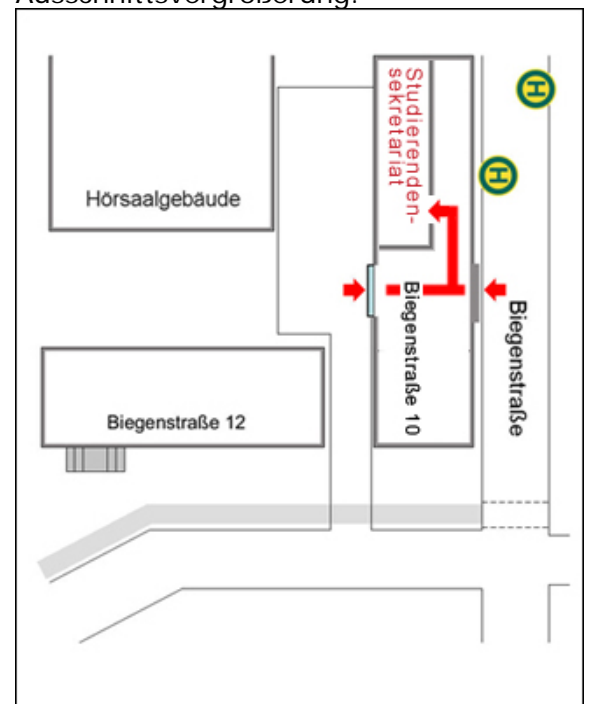 Ausschnittsvergrößerung:
H
Studierenden-
sekretariat
H
Hörsaalgebäude
Biegenstraße 10
Biegenstraße
Biegenstraße 12